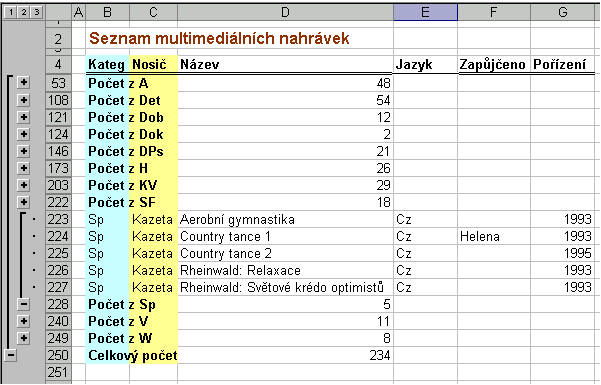 1 2 3 A B C D E F G
2 Seznam multimediálních nahrávek
4 Kateg Nosič Název Jazyk Zapůjčeno Pořízení
53 Počet z A 48
108 Počet z Det 54
121 Počet z Dob 12
124 Počet z Dok 2
146 Počet z DPs 21
173 Počet z H 26
203 Počet z KV 29
222 Počet z SF 18
223 Sp Kazeta Aerobní gymnastika Cz 1993
224 Sp Kazeta Country tance 1 Cz Helena 1993
225 Sp Kazeta Country tance 2 Cz 1995
226 Sp Kazeta Rheinwald: Relaxace Cz 1993
227 Sp Kazeta Rheinwald: Světové krédo optimistů Cz 1993
228 Počet z Sp 5
240 Počet z V 11
249 Počet z W 8
250 Celkový počet 234
251